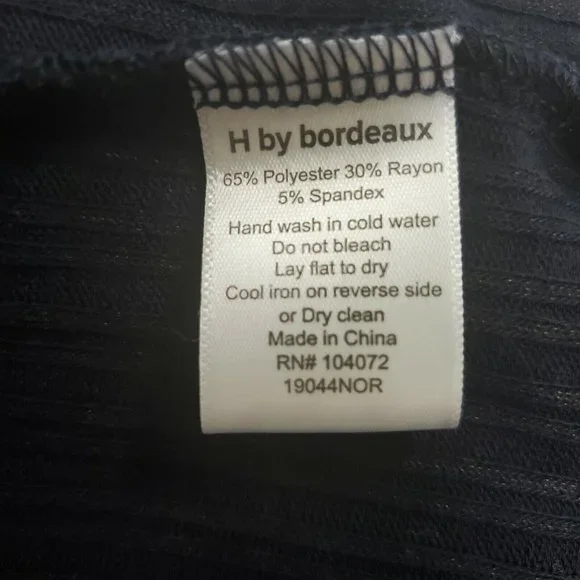 H by bordeaux
65% Polyester 30% Rayon
5% Spandex
Hand wash in cold water
Do not bleach
Lay flat to dry
Cool iron on reverse side
or Dry clean
Made in China
RN# 104072
19044NOR